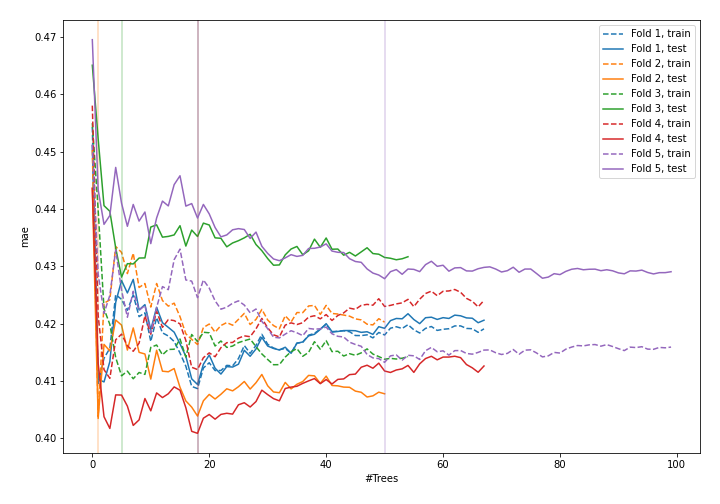 0.47
0.46
0.45
0.44
0.43
0.42
0.41
0.40
mae
0
20
40
60
80
100
#Trees
Fold 1, train
Fold 1, test
Fold 2, train
Fold 2, test
Fold 3, train
Fold 3, test
Fold 4, train
Fold 4, test
Fold 5, train
Fold 5, test